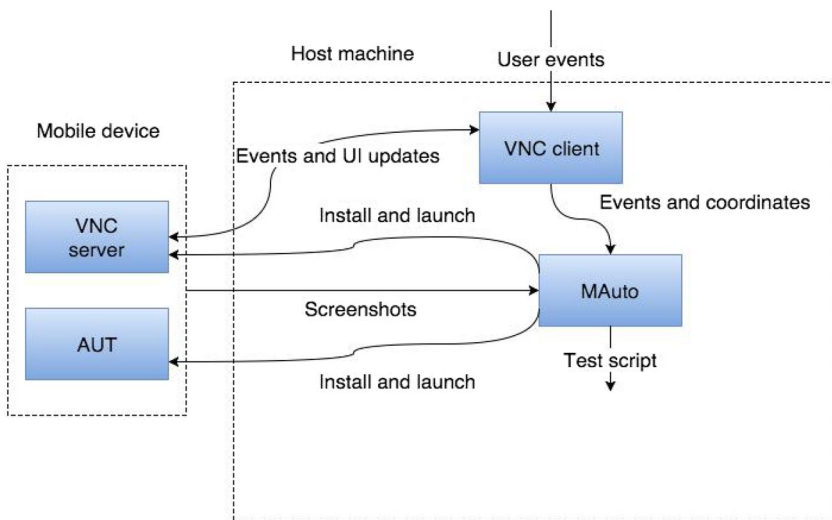 Host machine
User events
Mobile device
Events and UI updates
VNC client
VNC
server
Install and launch
Events and coordinates
MAuto
Screenshots
AUT
Test script
Install and launch